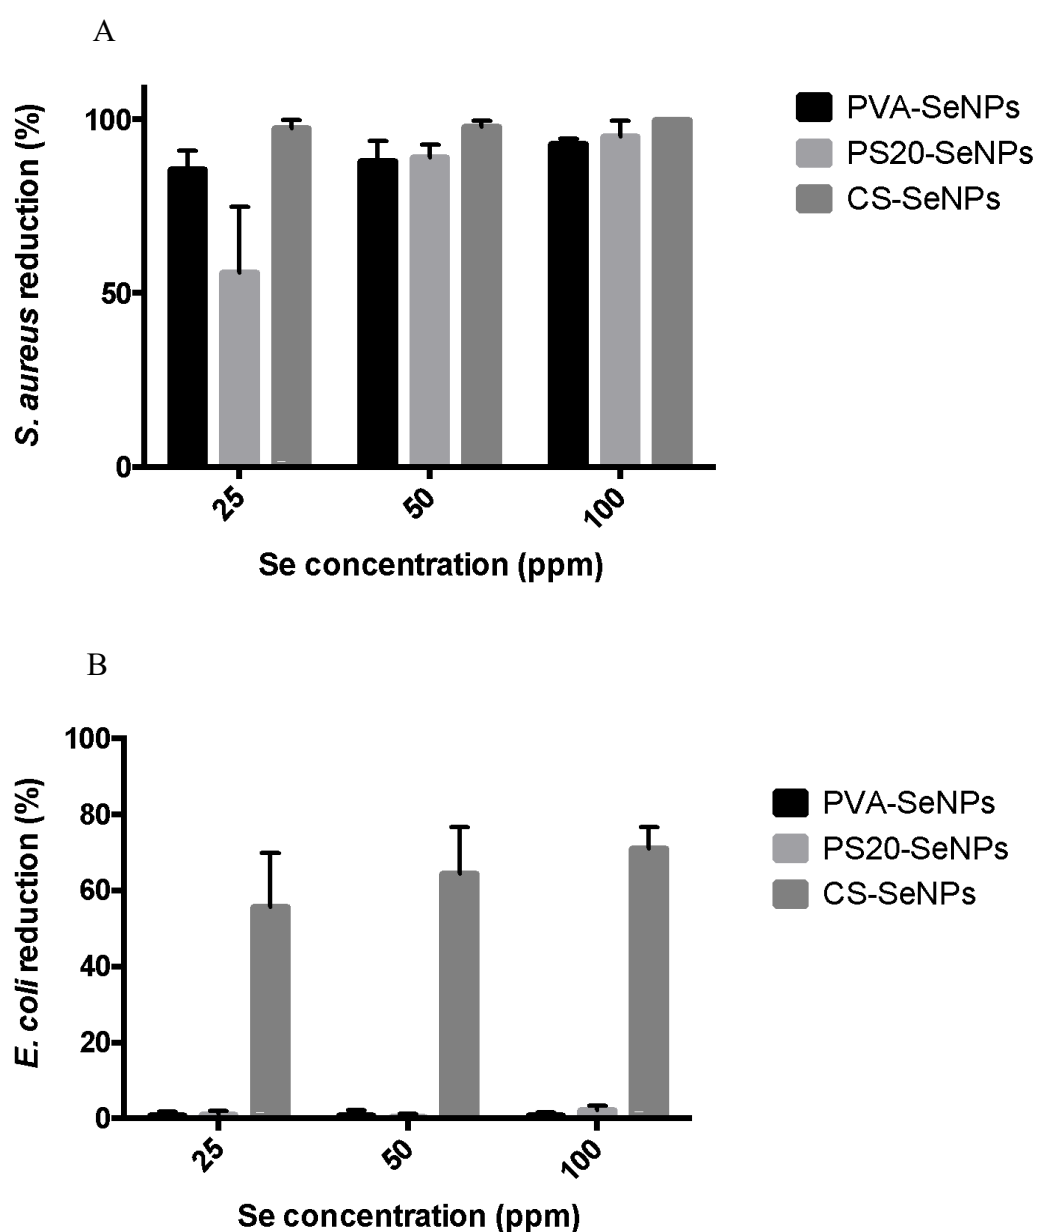 A
S. aureus reduction (%)
100
50
0
25
50
100
Se concentration (ppm)
PVA-SeNPs
PS20-SeNPs
CS-SeNPs
B
E. coli reduction (%)
100
80
60
40
20
0
25
50
100
Se concentration (ppm)
PVA-SeNPs
PS20-SeNPs
CS-SeNPs